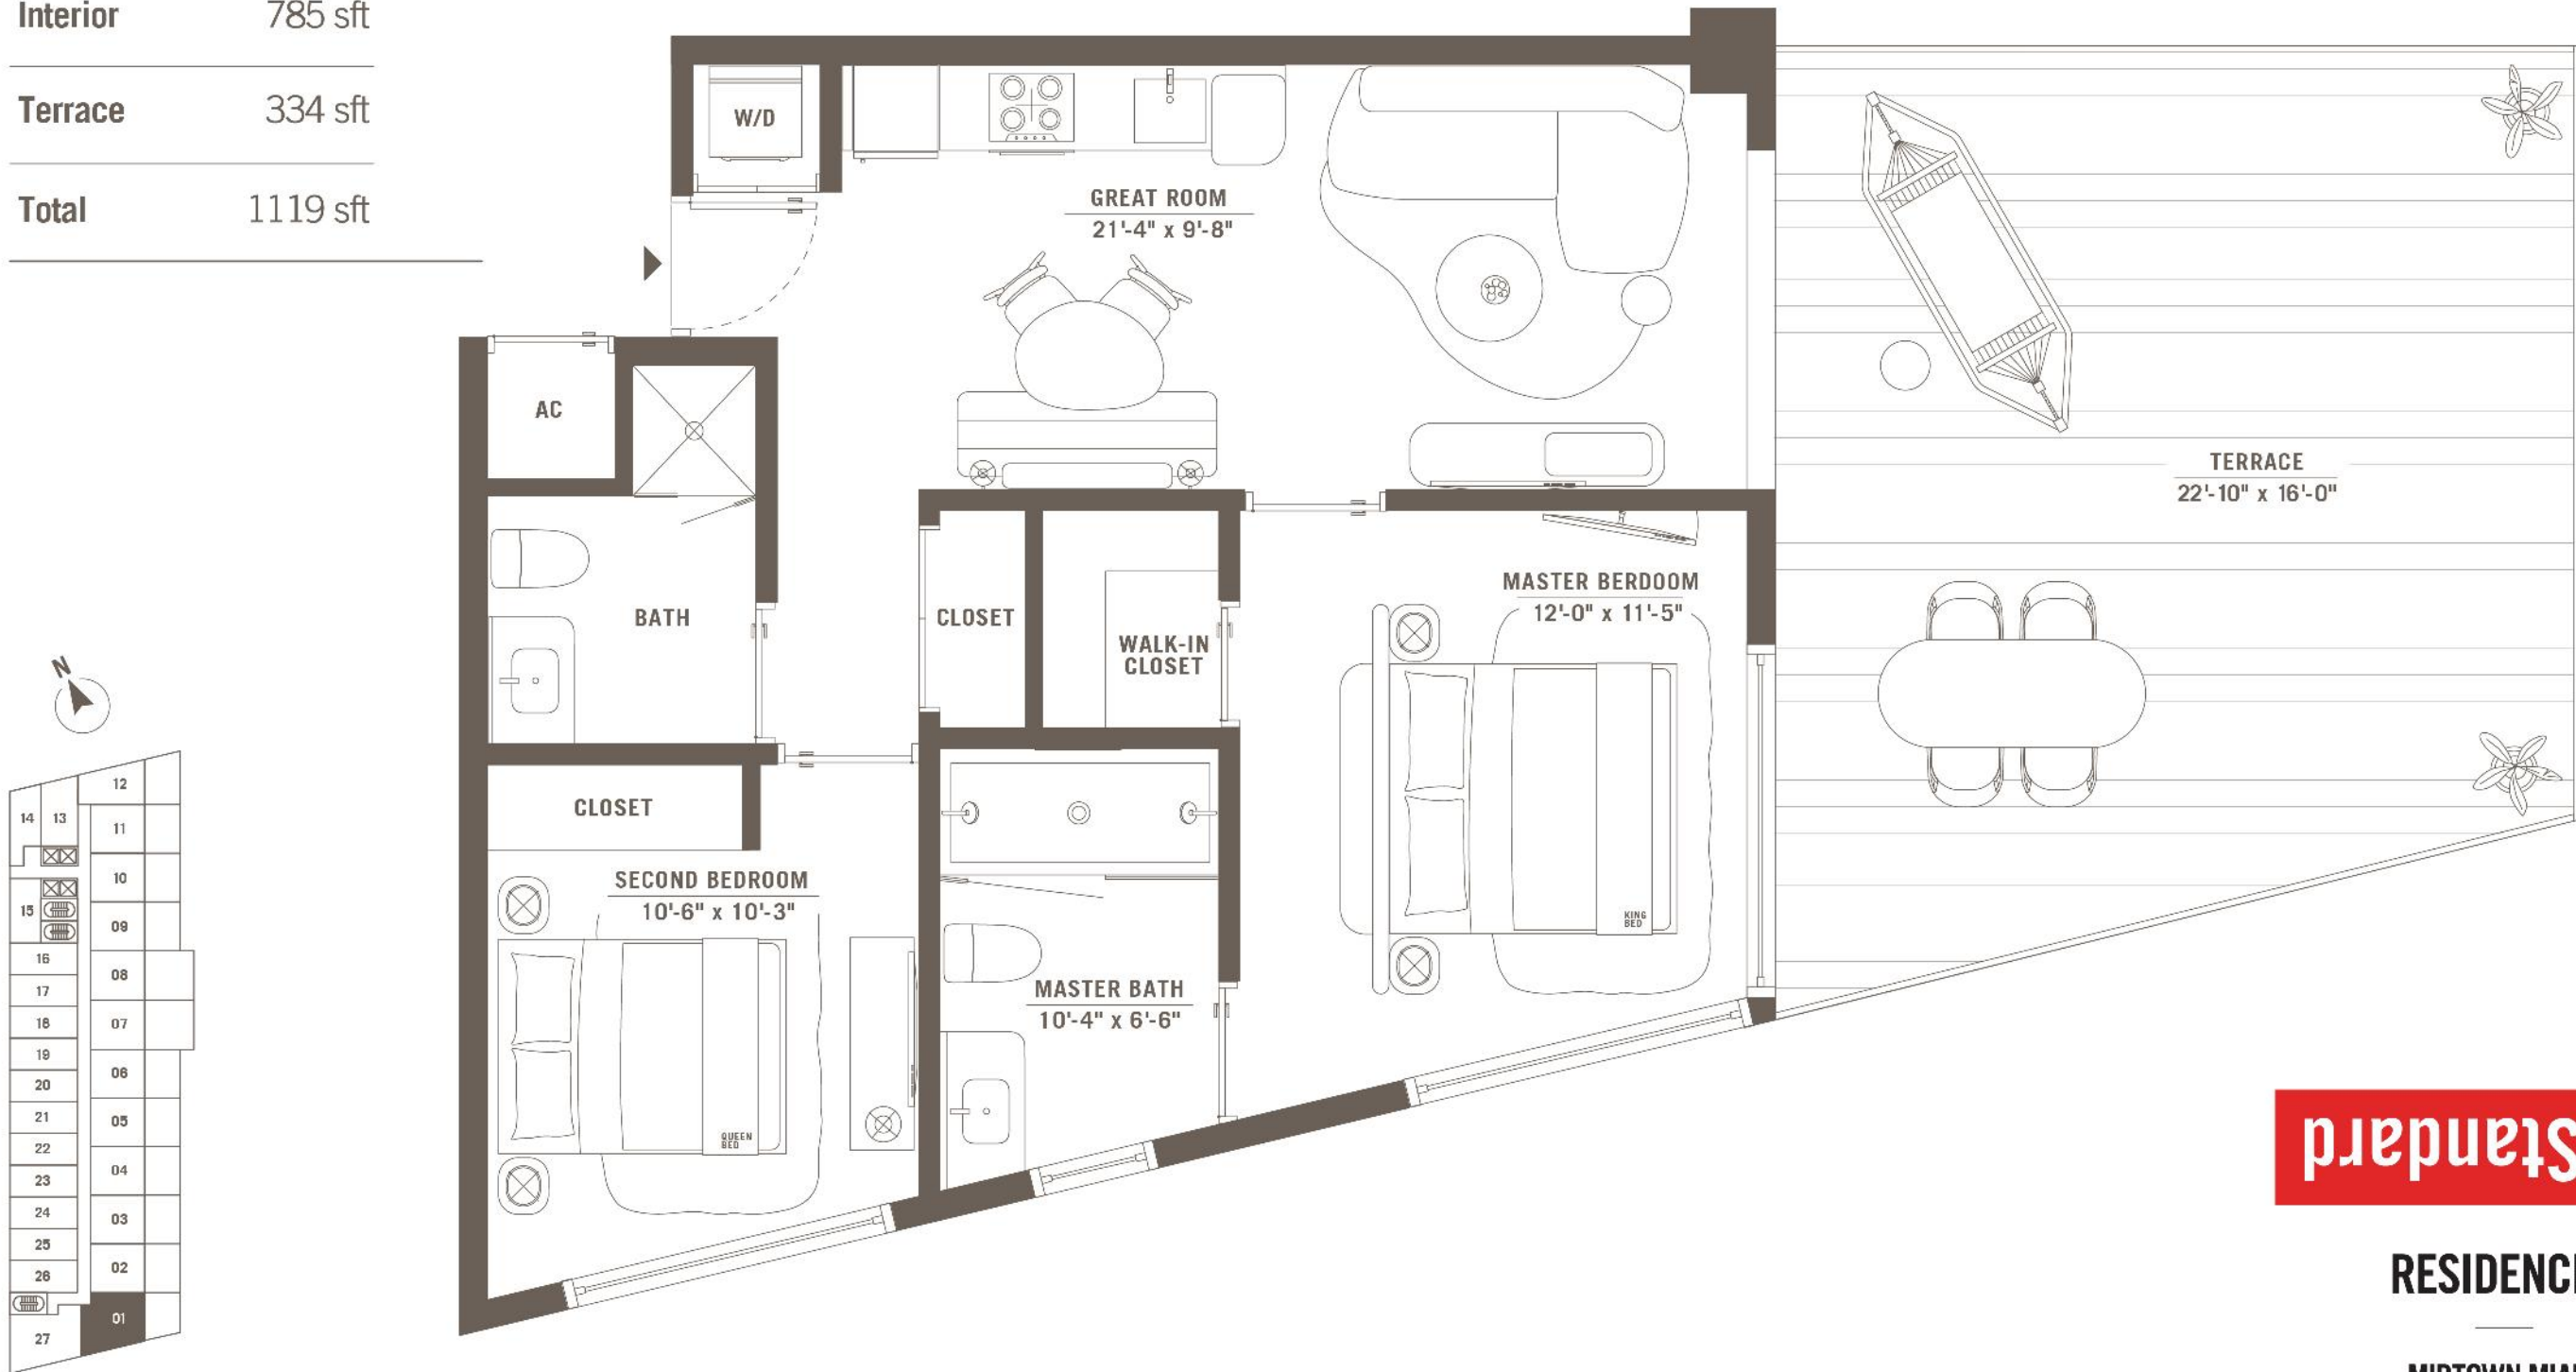 Interior 785 sft
Terrace 334 sft
Total 1119 sft
W/D
GREAT ROOM
21'-4" x 9'-8"
AC
TERRACE
22'-10" x 16'-0"
BATH
CLOSET
WALK-IN
CLOSET
MASTER BERDOOM
12'-0" x 11'-5"
KING
BED
CLOSET
SECOND BEDROOM
10'-6" x 10'-3"
QUEEN
BED
MASTER BATH
10'-4" x 6'-6"
N
12
14 13
11
10
15
09
16
08
17
18
07
19
06
20
21
05
22
04
23
24
03
25
02
26
01
27
Standard
RESIDENC
MIDTOWN MIA